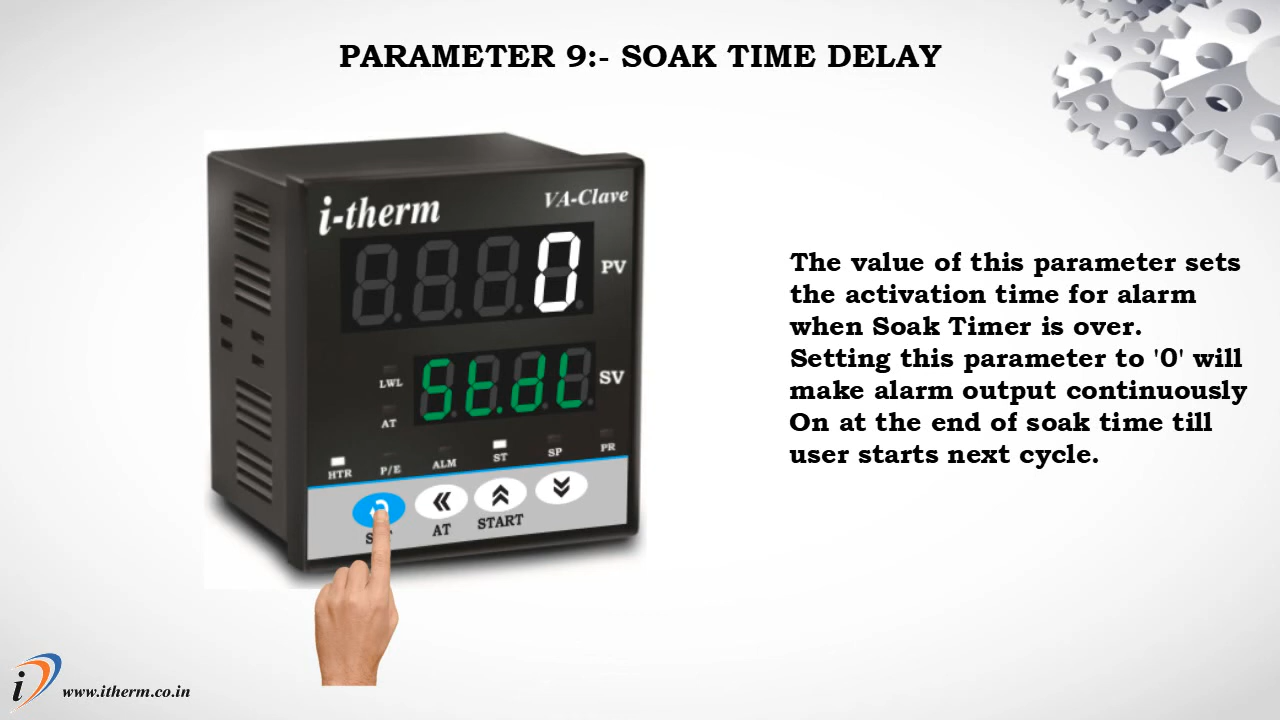 PARAMETER 9:- SOAK TIME DELAY
i-therm
VA-Clave
0
PV
St.dL
SV
LWL
AT
HTR
P/E
ALM
ST
SP
PR
AT
START
The value of this parameter sets
the activation time for alarm
when Soak Timer is over.
Setting this parameter to '0' will
make alarm output continuously
On at the end of soak time till
user starts next cycle.
www.itherm.co.in